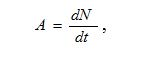 A = dN/dt ,